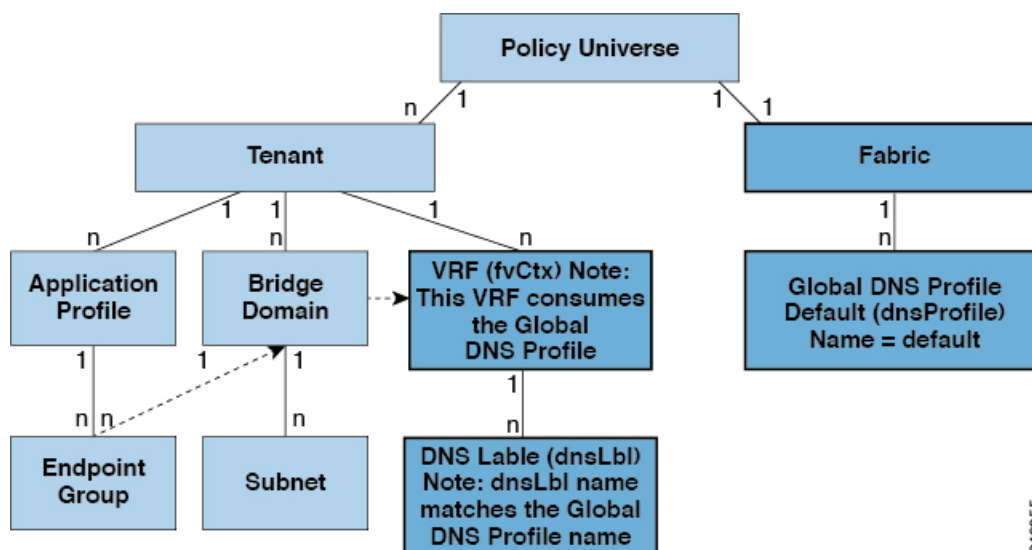 Policy Universe
n
1
1
1
Tenant
Fabric
1
1
1
1
n
n
n
n
Application
Profile
Bridge
Domain
VRF (fvCtx) Note:
This VRF consumes
the Global
DNS Profile
Global DNS Profile
Default (dnsProfile)
Name = default
1
1
1
1
n
n
n
n
Endpoint
Group
Subnet
DNS Lable (dnsLbl)
Note: dnsLbl name
matches the Global
DNS Profile name